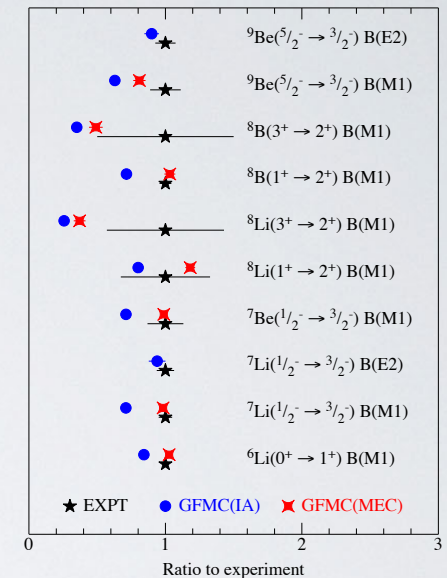 ⁹Be(⁵/₂⁻ → ³/₂⁻) B(E2)
⁹Be(⁵/₂⁻ → ³/₂⁻) B(M1)
⁸B(3⁺ → 2⁺) B(M1)
⁸B(1⁺ → 2⁺) B(M1)
⁸Li(3⁺ → 2⁺) B(M1)
⁸Li(1⁺ → 2⁺) B(M1)
⁷Be(¹/₂⁻ → ³/₂⁻) B(M1)
⁷Li(¹/₂⁻ → ³/₂⁻) B(E2)
⁷Li(¹/₂⁻ → ³/₂⁻) B(M1)
⁶Li(0⁺ → 1⁺) B(M1)
EXPT GFMC(IA) GFMC(MEC)
0 1 2 3
Ratio to experiment